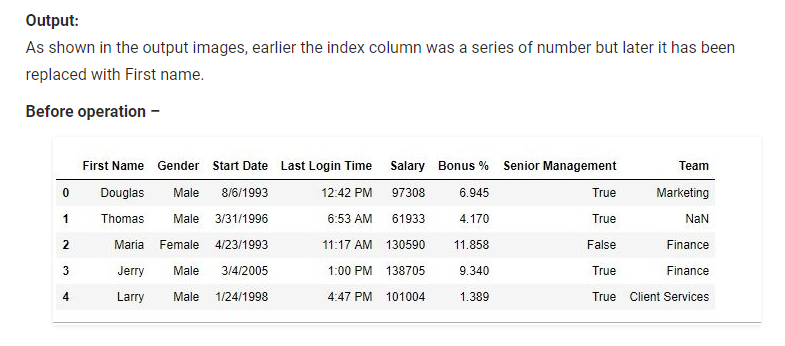 Output:
As shown in the output images, earlier the index column was a series of number but later it has been
replaced with First name.
Before operation –
First Name Gender Start Date Last Login Time Salary Bonus % Senior Management Team
0 Douglas Male 8/6/1993 12:42 PM 97308 6.945 True Marketing
1 Thomas Male 3/31/1996 6:53 AM 61933 4.170 True NaN
2 Maria Female 4/23/1993 11:17 AM 130590 11.858 False Finance
3 Jerry Male 3/4/2005 1:00 PM 138705 9.340 True Finance
4 Larry Male 1/24/1998 4:47 PM 101004 1.389 True Client Services